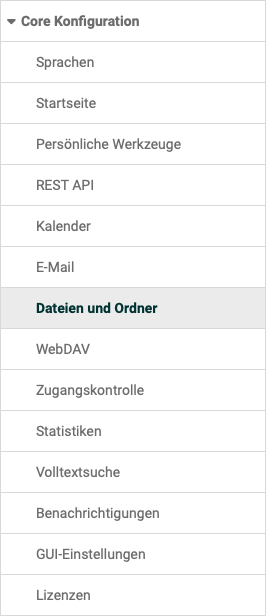 Core Konfiguration
Sprachen
Startseite
Persönliche Werkzeuge
REST API
Kalender
E-Mail
Dateien und Ordner
WebDAV
Zugangskontrolle
Statistiken
Volltextsuche
Benachrichtigungen
GUI-Einstellungen
Lizenzen